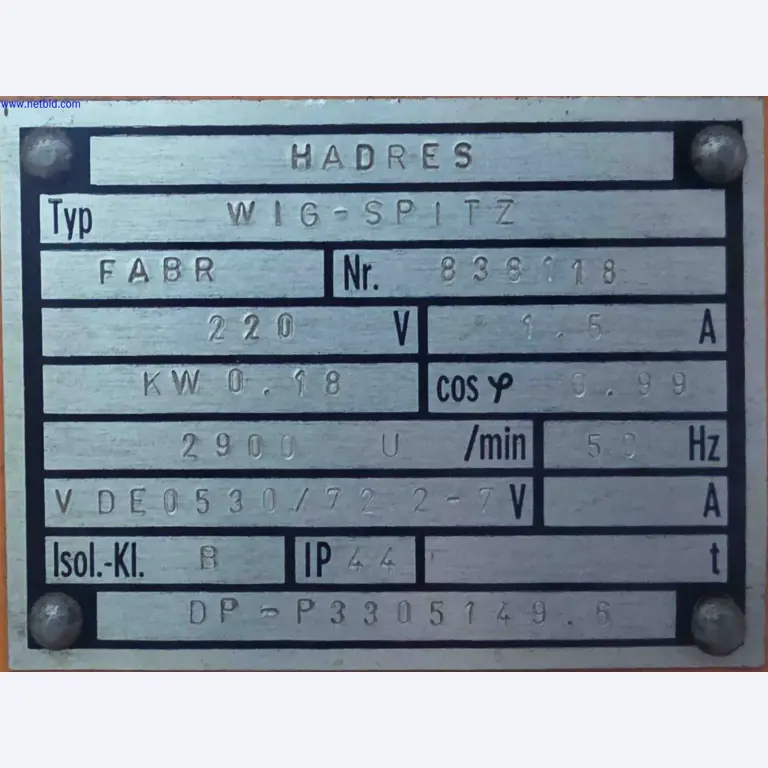 www.netbid.com
HADRES
Typ WIG-SPITZ
FABR Nr. 838118
220 V 1.5 A
KW 0.18 cos φ 0.99
2900 U /min 50 Hz
VDE0530/72 2-7 V A
Isol.-Kl. B IP 44 t
DP-P3305149.6